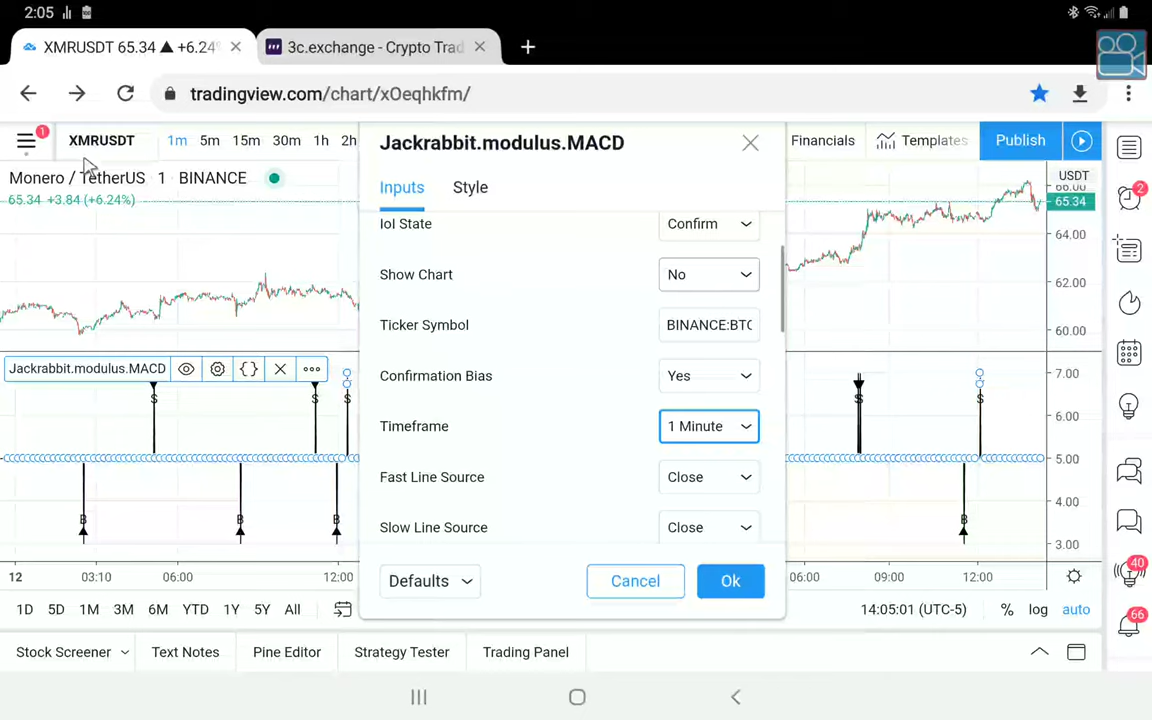 2:05
XMRUSDT 65.34 ▲ +6.24%
3c.exchange - Crypto Trad
tradingview.com/chart/xOeqhkfm/
1
XMRUSDT
1m 5m 15m 30m 1h 2h
Jackrabbit.modulus.MACD
Financials
Templates
Publish
Monero / TetherUS · 1 · BINANCE
65.34 +3.84 (+6.24%)
Inputs
Style
IoI State
Confirm
Show Chart
No
Ticker Symbol
BINANCE:BTC
Confirmation Bias
Yes
Timeframe
1 Minute
Fast Line Source
Close
Slow Line Source
Close
Defaults
Cancel
Ok
Jackrabbit.modulus.MACD
{}
S
S
S
B
B
B
S
S
B
USDT
66.00
65.34
64.00
62.00
60.00
7.00
6.00
5.00
4.00
3.00
12 03:10 06:00 12:00 06:00 09:00 12:00
1D 5D 1M 3M 6M YTD 1Y 5Y All
14:05:01 (UTC-5)
% log auto
Stock Screener
Text Notes
Pine Editor
Strategy Tester
Trading Panel
2
40
66